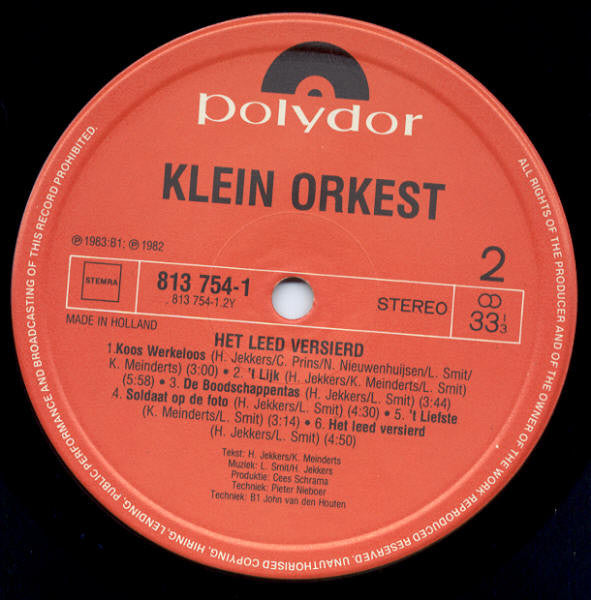 polydor
KLEIN ORKEST
℗ 1983:B1; ℗ 1982
STEMRA
813 754-1
813 754-1.2Y
2
STEREO
33 1/3
MADE IN HOLLAND
HET LEED VERSIERD
1.Koos Werkeloos (H. Jekkers/C. Prins/N. Nieuwenhuijsen/L. Smit/
K. Meinderts) (3:00) • 2. 't Lijk (H. Jekkers/K. Meinderts/L. Smit)
(5:58) • 3. De Boodschappentas (H. Jekkers/L. Smit) (3:44)
4. Soldaat op de foto (H. Jekkers/L. Smit) (4:30) • 5. 't Liefste
(K. Meinderts/L. Smit) (3:14) • 6. Het leed versierd
(H. Jekkers/L. Smit) (4:50)
Tekst: H. Jekkers/K. Meinderts
Muziek: L. Smit/H. Jekkers
Produktie: Cees Schrama
Techniek: Pieter Nieboer
Techniek: B1 John van den Houten
ALL RIGHTS OF THE PRODUCER AND OF THE OWNER OF THE WORK REPRODUCED RESERVED. UNAUTHORISED COPYING, HIRING, LENDING, PUBLIC PERFORMANCE AND BROADCASTING OF THIS RECORD PROHIBITED.